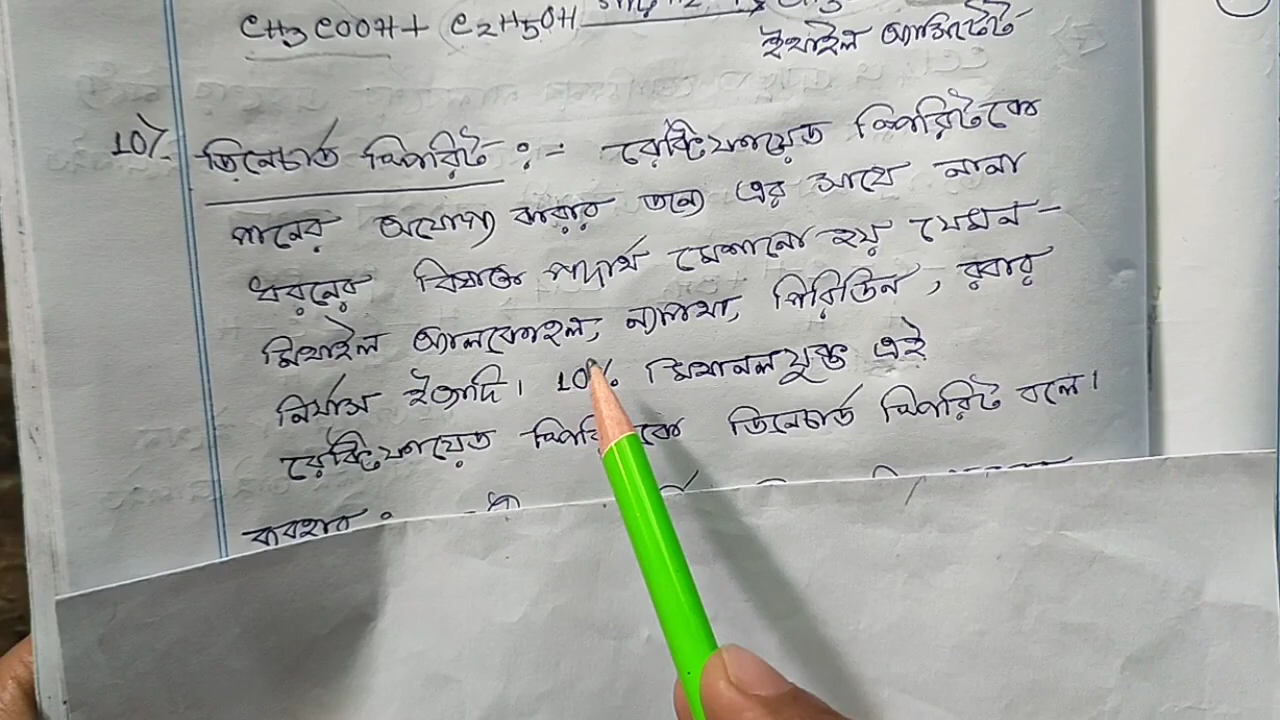 CH3COOH + C2H5OH
ইথাইল অ্যাসিটেট
10%. ডিনেচার্ড স্পিরিট :- রেক্টিফায়েড স্পিরিটকে
পানের অযোগ্য করার জন্যে এর সাথে নানা
ধরনের বিষাক্ত পদার্থ মেশানো হয় যেমন-
মিথাইল অ্যালকোহল, ন্যাপথা, পিরিডিন, রবার
নির্যাস ইত্যাদি। 10% মিথানলযুক্ত এই
রেক্টিফায়েড স্পিরিটকে ডিনেচার্ড স্পিরিট বলে।
ব্যবহার :